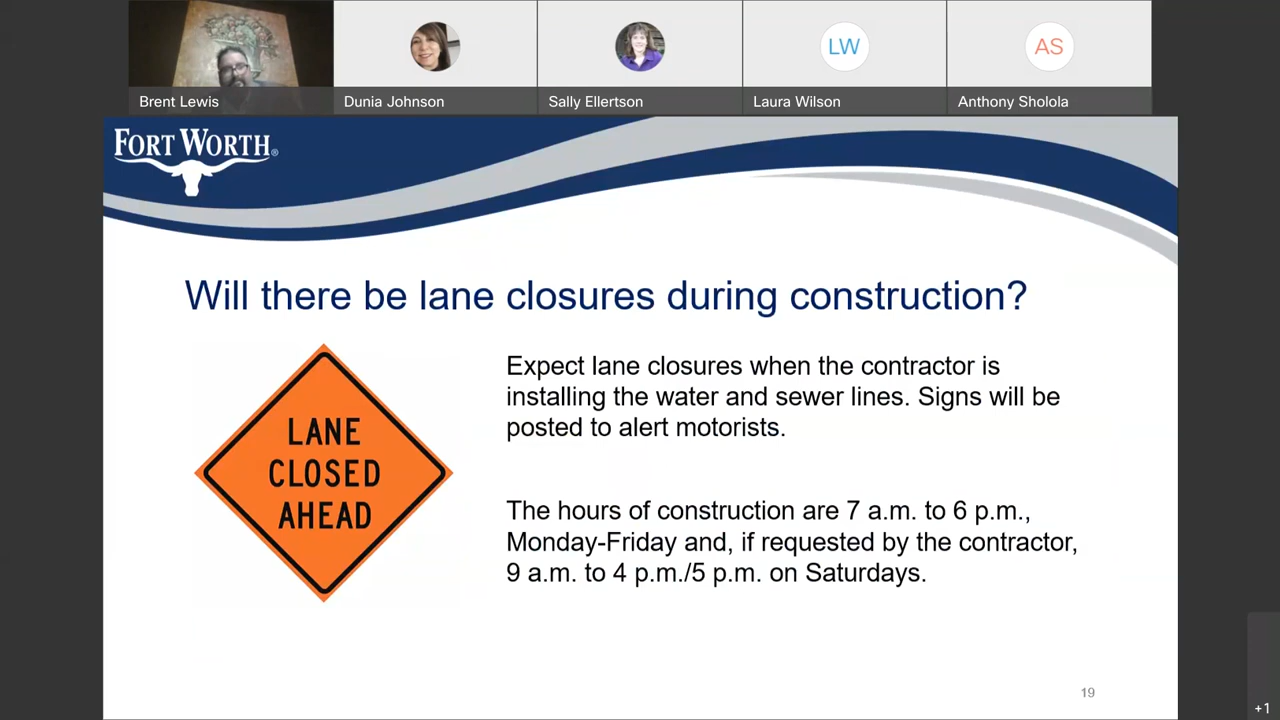 LW
AS
Brent Lewis
Dunia Johnson
Sally Ellertson
Laura Wilson
Anthony Sholola
FORT WORTH®
Will there be lane closures during construction?
LANE
CLOSED
AHEAD
Expect lane closures when the contractor is
installing the water and sewer lines. Signs will be
posted to alert motorists.
The hours of construction are 7 a.m. to 6 p.m.,
Monday-Friday and, if requested by the contractor,
9 a.m. to 4 p.m./5 p.m. on Saturdays.
19
+1